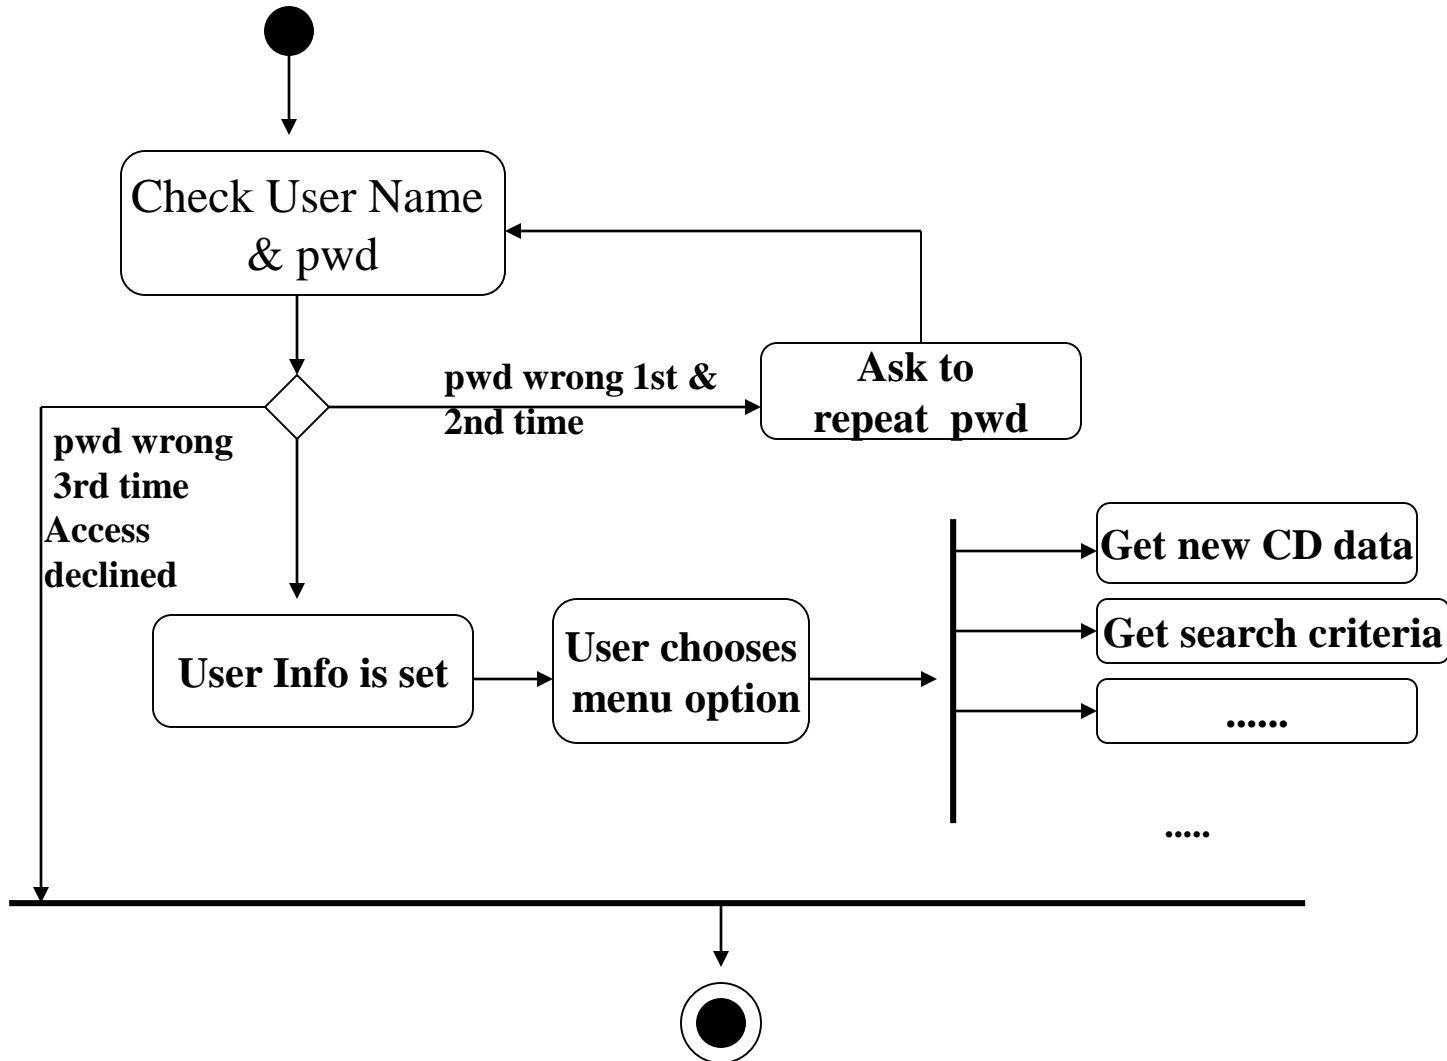 Check User Name
& pwd
pwd wrong 1st &
2nd time
Ask to
repeat pwd
pwd wrong
3rd time
Access
declined
User Info is set
User chooses
menu option
Get new CD data
Get search criteria
......
.....